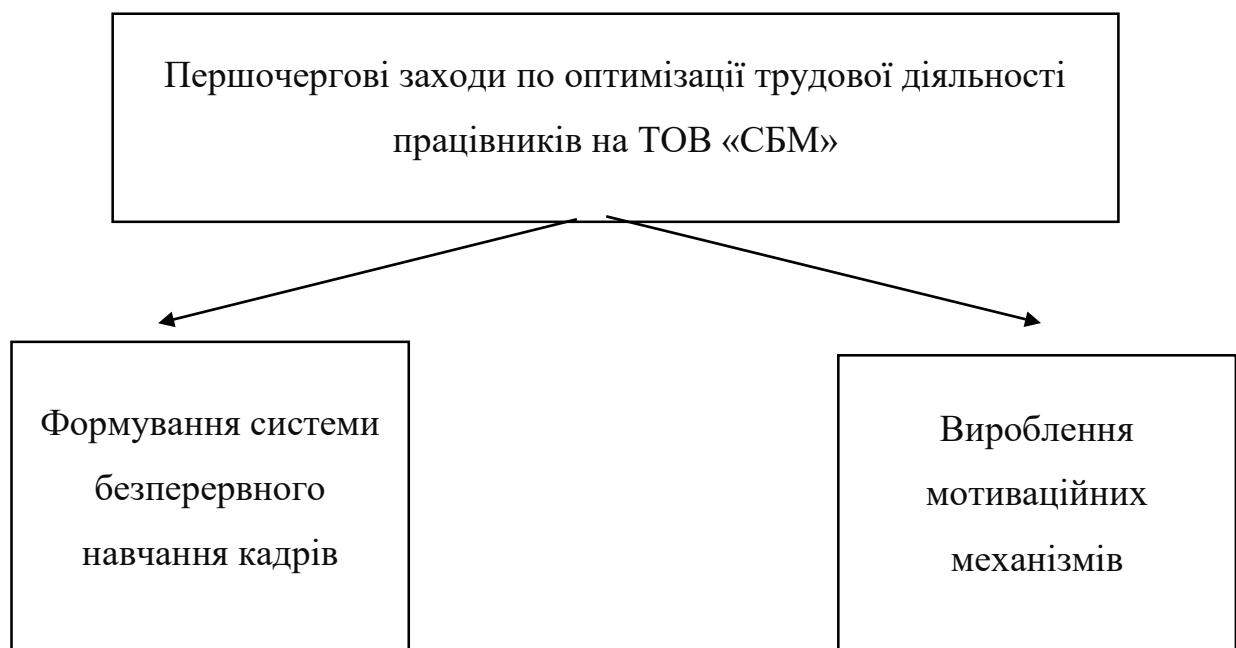 Першочергові заходи по оптимізації трудової діяльності
працівників на ТОВ «СБМ»
Формування системи
безперервного
навчання кадрів
Вироблення
мотиваційних
механізмів